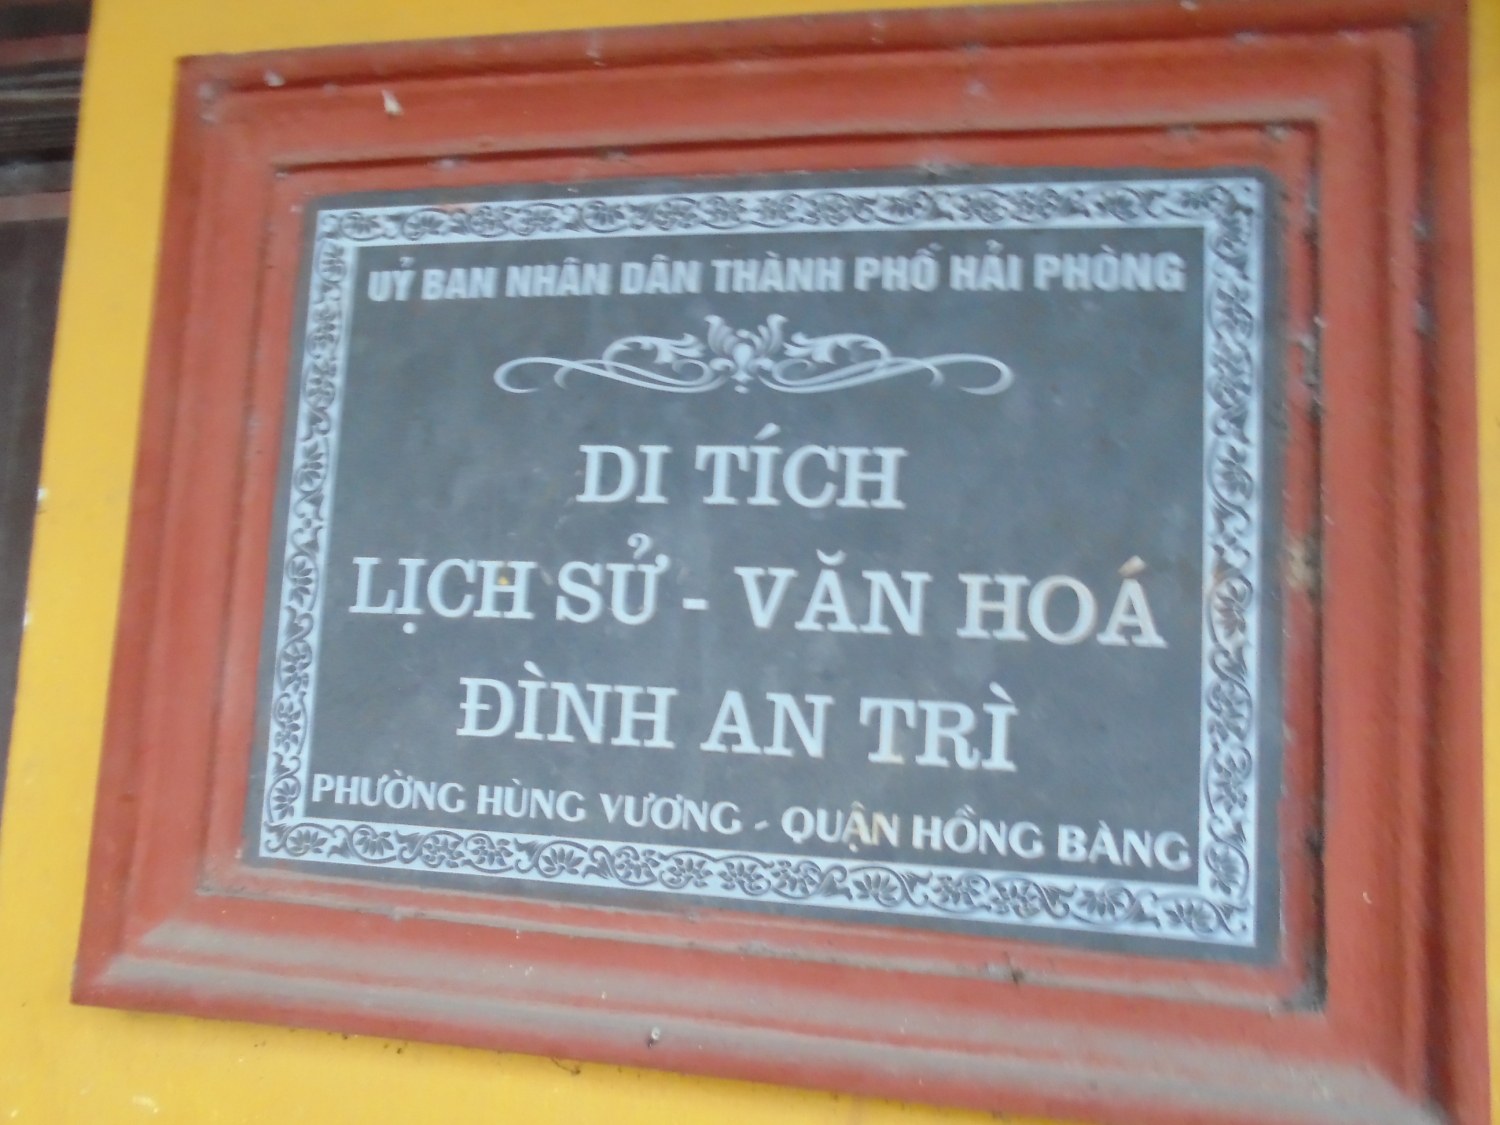 UỶ BAN NHÂN DÂN THÀNH PHỐ HẢI PHÒNG
DI TÍCH
LỊCH SỬ - VĂN HOÁ
ĐÌNH AN TRÌ
PHƯỜNG HÙNG VƯƠNG - QUẬN HỒNG BÀNG